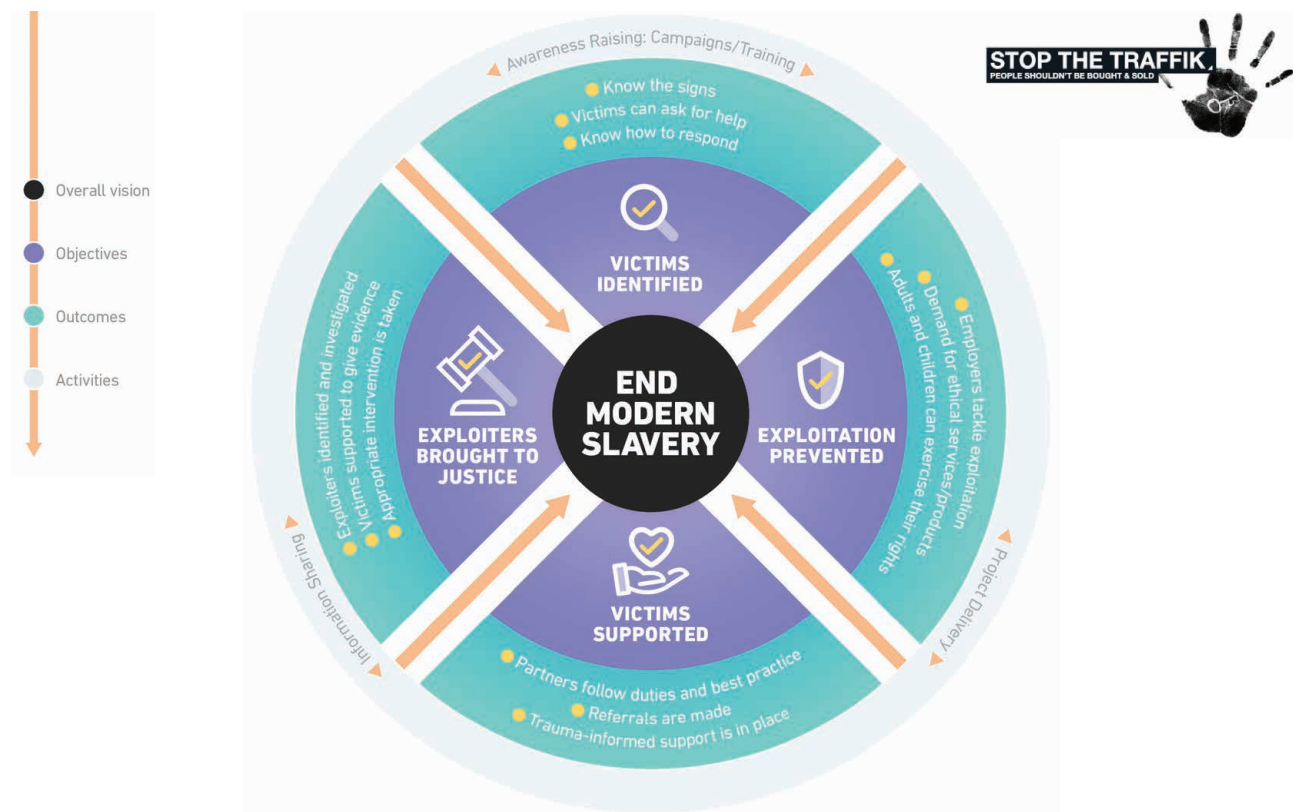 Awareness Raising: Campaigns/Training
STOP THE TRAFFIK
PEOPLE SHOULDN'T BE BOUGHT & SOLD
Know the signs
Victims can ask for help
Know how to respond
Overall vision
Objectives
Outcomes
Activities
VICTIMS
IDENTIFIED
Exploiters identified and investigated
Victims supported to give evidence
Appropriate intervention is taken
EXPLOITERS
BROUGHT TO
JUSTICE
END
MODERN
SLAVERY
EXPLOITATION
PREVENTED
Employers tackle exploitation
Demand for ethical services/products
Adults and children can exercise their rights
VICTIMS
SUPPORTED
Information Sharing
Project Delivery
Partners follow duties and best practice
Referrals are made
Trauma-informed support is in place